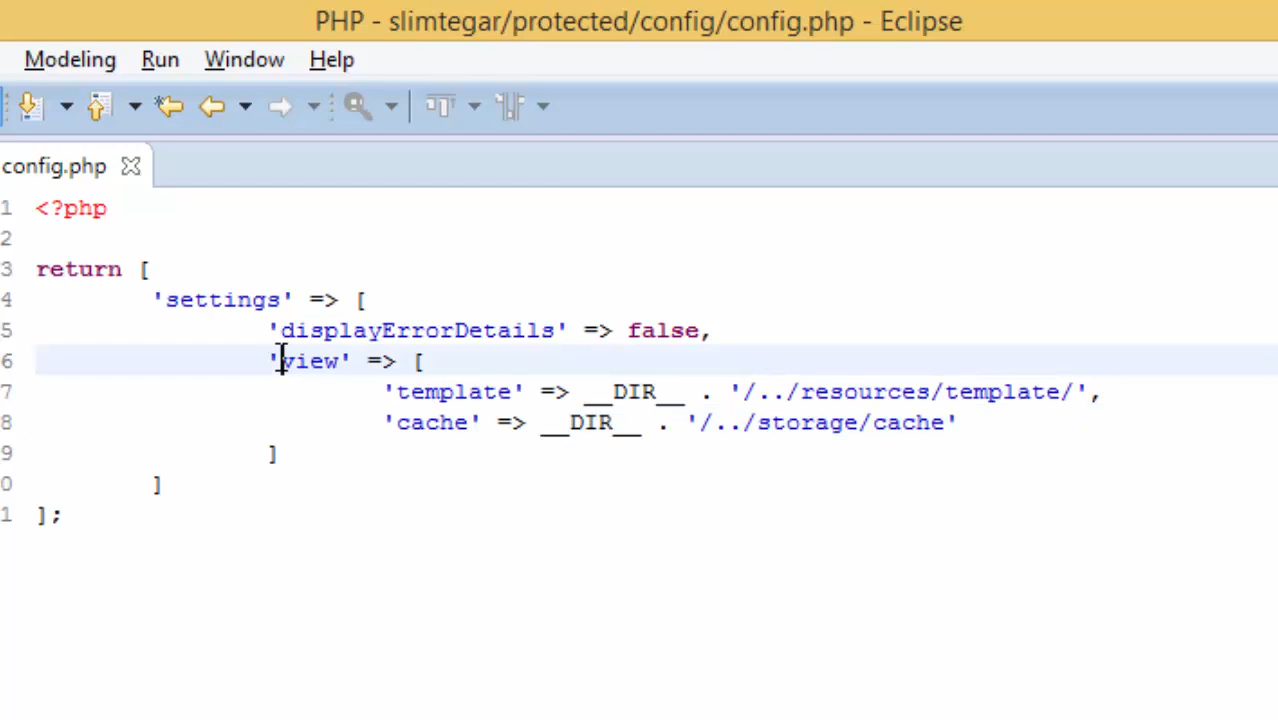 PHP - slimtegar/protected/config/config.php - Eclipse
Modeling Run Window Help
config.php
1 <?php
2
3 return [
4 'settings' => [
5 'displayErrorDetails' => false,
6 'view' => [
7 'template' => __DIR__ . '/../resources/template/',
8 'cache' => __DIR__ . '/../storage/cache'
9 ]
0 ]
1 ];